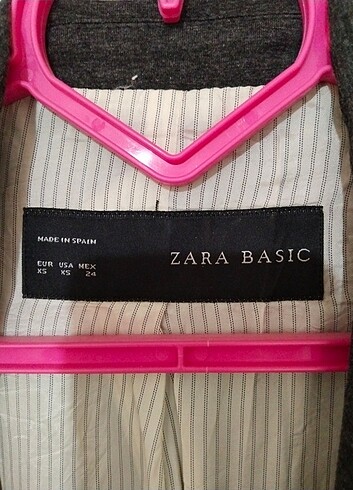 MADE IN SPAIN
ZARA BASIC
EUR USA MEX
XS XS 24